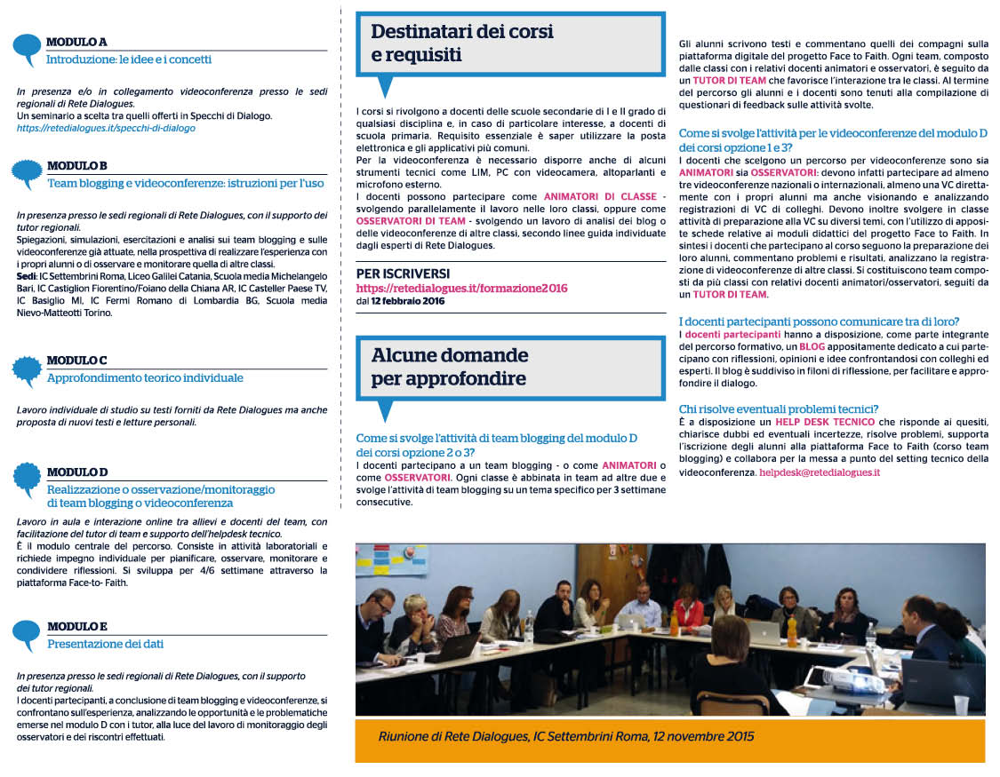 MODULO A
Introduzione: le idee e i concetti
In presenza e/o in collegamento videoconferenza presso le sedi
regionali di Rete Dialogues.
Un seminario a scelta tra quelli offerti in Specchi di Dialogo.
https://retedialogues.it/specchi-di-dialogo
MODULO B
Team blogging e videoconferenze: istruzioni per l'uso
In presenza presso le sedi regionali di Rete Dialogues, con il supporto dei
tutor regionali.
Spiegazioni, simulazioni, esercitazioni e analisi sui team blogging e sulle
videoconferenze già attuate, nella prospettiva di realizzare l'esperienza con
i propri alunni o di osservare e monitorare quella di altre classi.
Sedi: IC Settembrini Roma, Liceo Galilei Catania, Scuola media Michelangelo
Bari, IC Castiglion Fiorentino/Foiano della Chiana AR, IC Casteller Paese TV,
IC Basiglio MI, IC Fermi Romano di Lombardia BG, Scuola media
Nievo-Matteotti Torino.
MODULO C
Approfondimento teorico individuale
Lavoro individuale di studio su testi forniti da Rete Dialogues ma anche
proposta di nuovi testi e letture personali.
MODULO D
Realizzazione o osservazione/monitoraggio
di team blogging o videoconferenza
Lavoro in aula e interazione online tra allievi e docenti del team, con
facilitazione del tutor di team e supporto dell'helpdesk tecnico.
È il modulo centrale del percorso. Consiste in attività laboratoriali e
richiede impegno individuale per pianificare, osservare, monitorare e
condividere riflessioni. Si sviluppa per 4/6 settimane attraverso la
piattaforma Face-to- Faith.
MODULO E
Presentazione dei dati
In presenza presso le sedi regionali di Rete Dialogues, con il supporto
dei tutor regionali.
I docenti partecipanti, a conclusione di team blogging e videoconferenze, si
confrontano sull'esperienza, analizzando le opportunità e le problematiche
emerse nel modulo D con i tutor, alla luce del lavoro di monitoraggio degli
osservatori e dei riscontri effettuati.
Destinatari dei corsi
e requisiti
I corsi si rivolgono a docenti delle scuole secondarie di I e II grado di
qualsiasi disciplina e, in caso di particolare interesse, a docenti di
scuola primaria. Requisito essenziale è saper utilizzare la posta
elettronica e gli applicativi più comuni.
Per la videoconferenza è necessario disporre anche di alcuni
strumenti tecnici come LIM, PC con videocamera, altoparlanti e
microfono esterno.
I docenti possono partecipare come ANIMATORI DI CLASSE -
svolgendo parallelamente il lavoro nelle loro classi, oppure come
OSSERVATORI DI TEAM - svolgendo un lavoro di analisi dei blog o
delle videoconferenze di altre classi, secondo linee guida individuate
dagli esperti di Rete Dialogues.
PER ISCRIVERSI
https://retedialogues.it/formazione2016
dal 12 febbraio 2016
Alcune domande
per approfondire
Come si svolge l'attività di team blogging del modulo D
dei corsi opzione 2 o 3?
I docenti partecipano a un team blogging - o come ANIMATORI o
come OSSERVATORI. Ogni classe è abbinata in team ad altre due e
svolge l'attività di team blogging su un tema specifico per 3 settimane
consecutive.
Gli alunni scrivono testi e commentano quelli dei compagni sulla
piattaforma digitale del progetto Face to Faith. Ogni team, composto
dalle classi con i relativi docenti animatori e osservatori, è seguito da
un TUTOR DI TEAM che favorisce l'interazione tra le classi. Al termine
del percorso gli alunni e i docenti sono tenuti alla compilazione di
questionari di feedback sulle attività svolte.
Come si svolge l'attività per le videoconferenze del modulo D
dei corsi opzione 1 e 3?
I docenti che scelgono un percorso per videoconferenze sono sia
ANIMATORI sia OSSERVATORI: devono infatti partecipare ad almeno
tre videoconferenze nazionali o internazionali, almeno una VC diretta-
mente con i propri alunni ma anche visionando e analizzando
registrazioni di VC di colleghi. Devono inoltre svolgere in classe
attività di preparazione alla VC su diversi temi, con l'utilizzo di apposi-
te schede relative ai moduli didattici del progetto Face to Faith. In
sintesi i docenti che partecipano al corso seguono la preparazione dei
loro alunni, commentano problemi e risultati, analizzano la registra-
zione di videoconferenze di altre classi. Si costituiscono team compo-
sti da più classi con relativi docenti animatori/osservatori, seguiti da
un TUTOR DI TEAM.
I docenti partecipanti possono comunicare tra di loro?
I docenti partecipanti hanno a disposizione, come parte integrante
del percorso formativo, un BLOG appositamente dedicato a cui parte-
cipano con riflessioni, opinioni e idee confrontandosi con colleghi ed
esperti. Il blog è suddiviso in filoni di riflessione, per facilitare e appro-
fondire il dialogo.
Chi risolve eventuali problemi tecnici?
È a disposizione un HELP DESK TECNICO che risponde ai quesiti,
chiarisce dubbi ed eventuali incertezze, risolve problemi, supporta
l'iscrizione degli alunni alla piattaforma Face to Faith (corso team
blogging) e collabora per la messa a punto del setting tecnico della
videoconferenza. helpdesk@retedialogues.it
Riunione di Rete Dialogues, IC Settembrini Roma, 12 novembre 2015